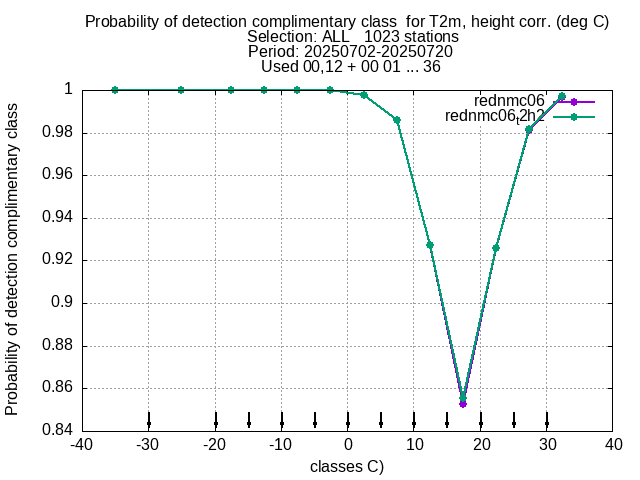 Probability of detection complimentary class  for T2m, height corr. (deg C)
Selection: ALL   1023 stations
Period: 20250702-20250720
Used 00,12 + 00 01 ... 36
rednmc06
rednmc06_t2h2
Probability of detection complimentary class
1
0.98
0.96
0.94
0.92
0.9
0.88
0.86
0.84
-40 -30 -20 -10 0 10 20 30 40
classes C)